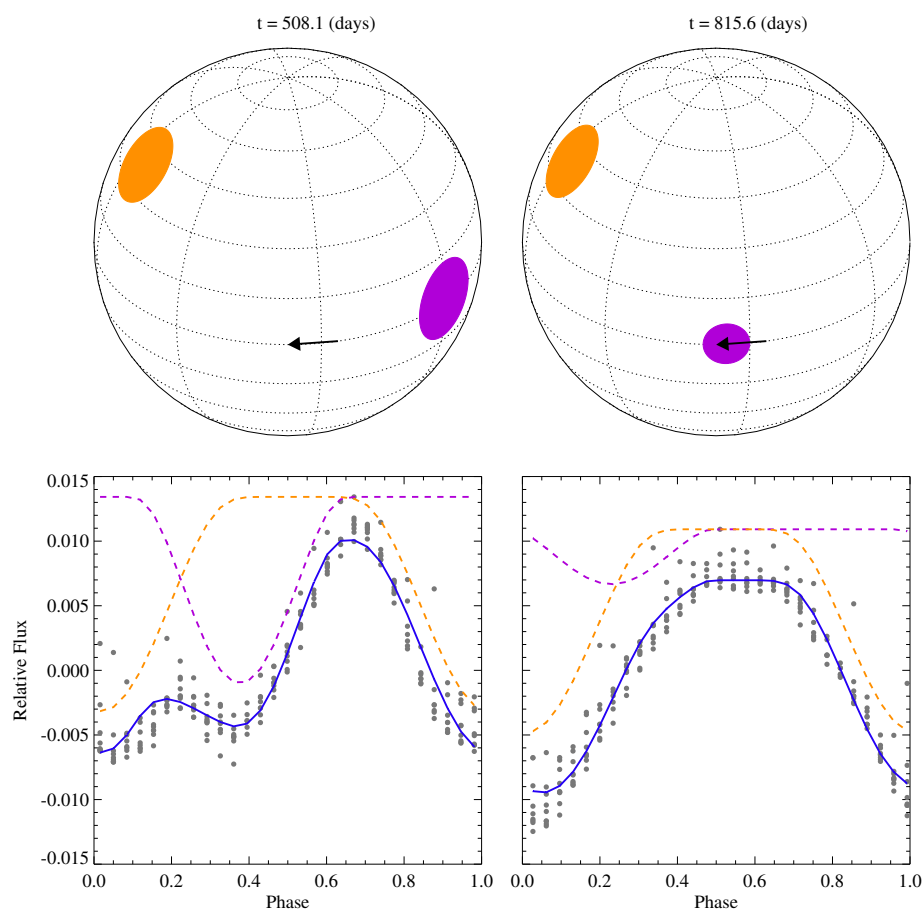 t = 508.1 (days)
t = 815.6 (days)
Relative Flux
0.015
0.010
0.005
0.000
-0.005
-0.010
-0.015
0.0 0.2 0.4 0.6 0.8 1.0
0.0 0.2 0.4 0.6 0.8 1.0
Phase
Phase